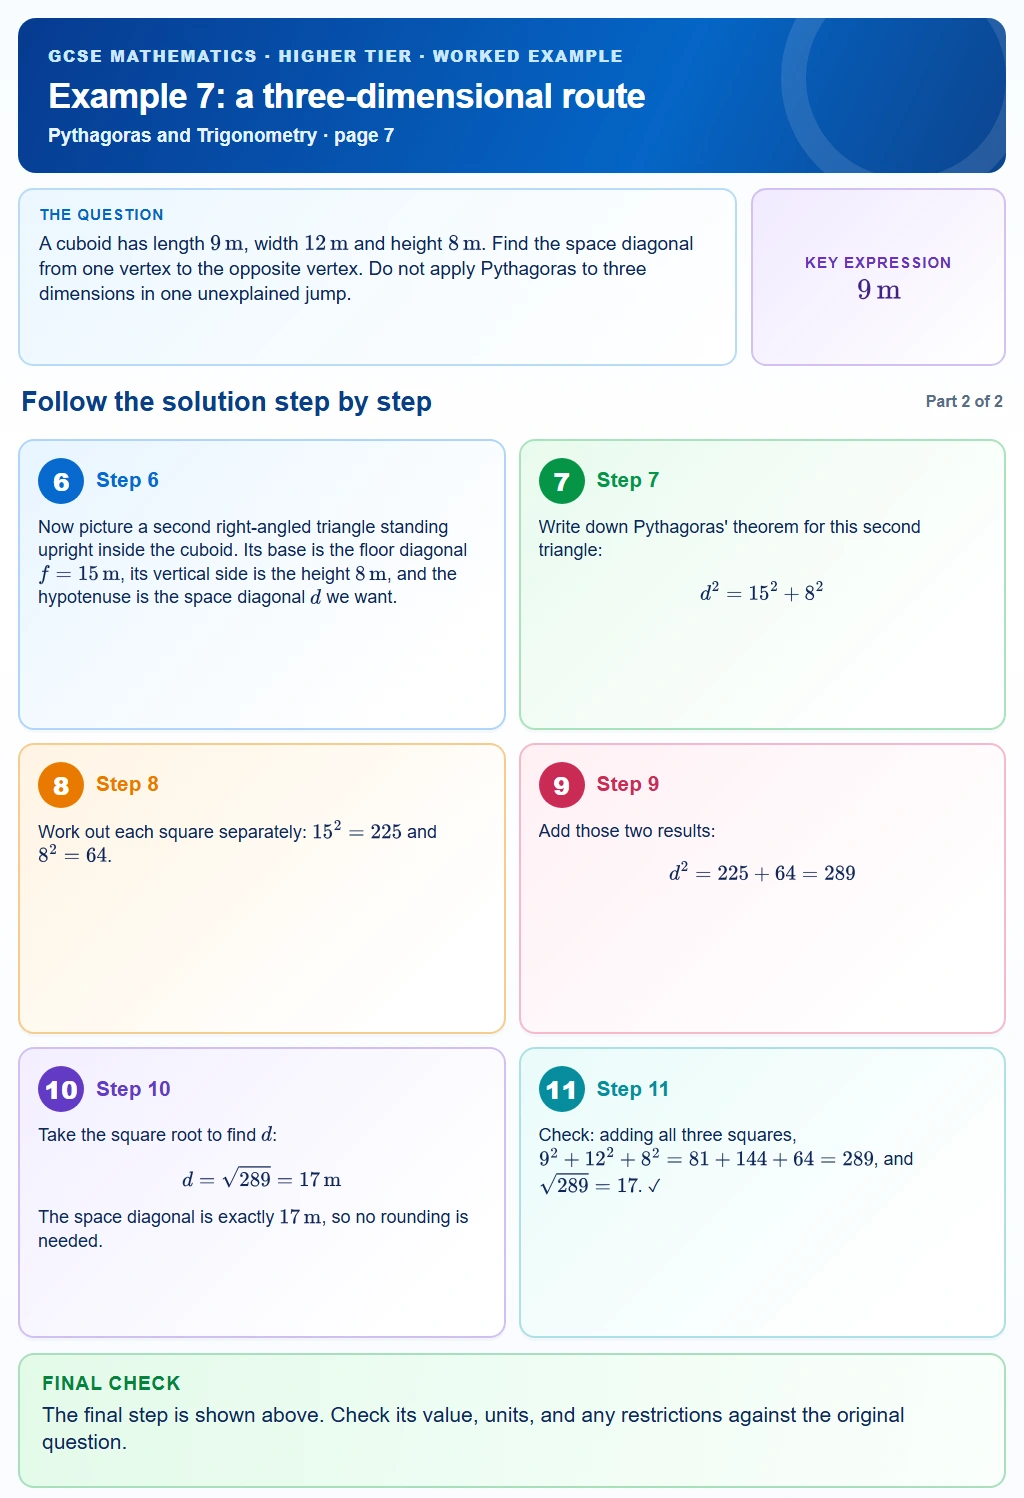 GCSE MATHEMATICS · HIGHER TIER · WORKED EXAMPLE
Example 7: a three-dimensional route
Pythagoras and Trigonometry · page 7
THE QUESTION
A cuboid has length 9 m, width 12 m and height 8 m. Find the space diagonal
from one vertex to the opposite vertex. Do not apply Pythagoras to three
dimensions in one unexplained jump.
KEY EXPRESSION
9 m
Follow the solution step by step
Part 2 of 2
6 Step 6
Now picture a second right-angled triangle standing
upright inside the cuboid. Its base is the floor diagonal
f = 15 m, its vertical side is the height 8 m, and the
hypotenuse is the space diagonal d we want.
7 Step 7
Write down Pythagoras' theorem for this second
triangle:
d² = 15² + 8²
8 Step 8
Work out each square separately: 15² = 225 and
8² = 64.
9 Step 9
Add those two results:
d² = 225 + 64 = 289
10 Step 10
Take the square root to find d:
d = √289 = 17 m
The space diagonal is exactly 17 m, so no rounding is
needed.
11 Step 11
Check: adding all three squares,
9² + 12² + 8² = 81 + 144 + 64 = 289, and
√289 = 17. ✓
FINAL CHECK
The final step is shown above. Check its value, units, and any restrictions against the original
question.